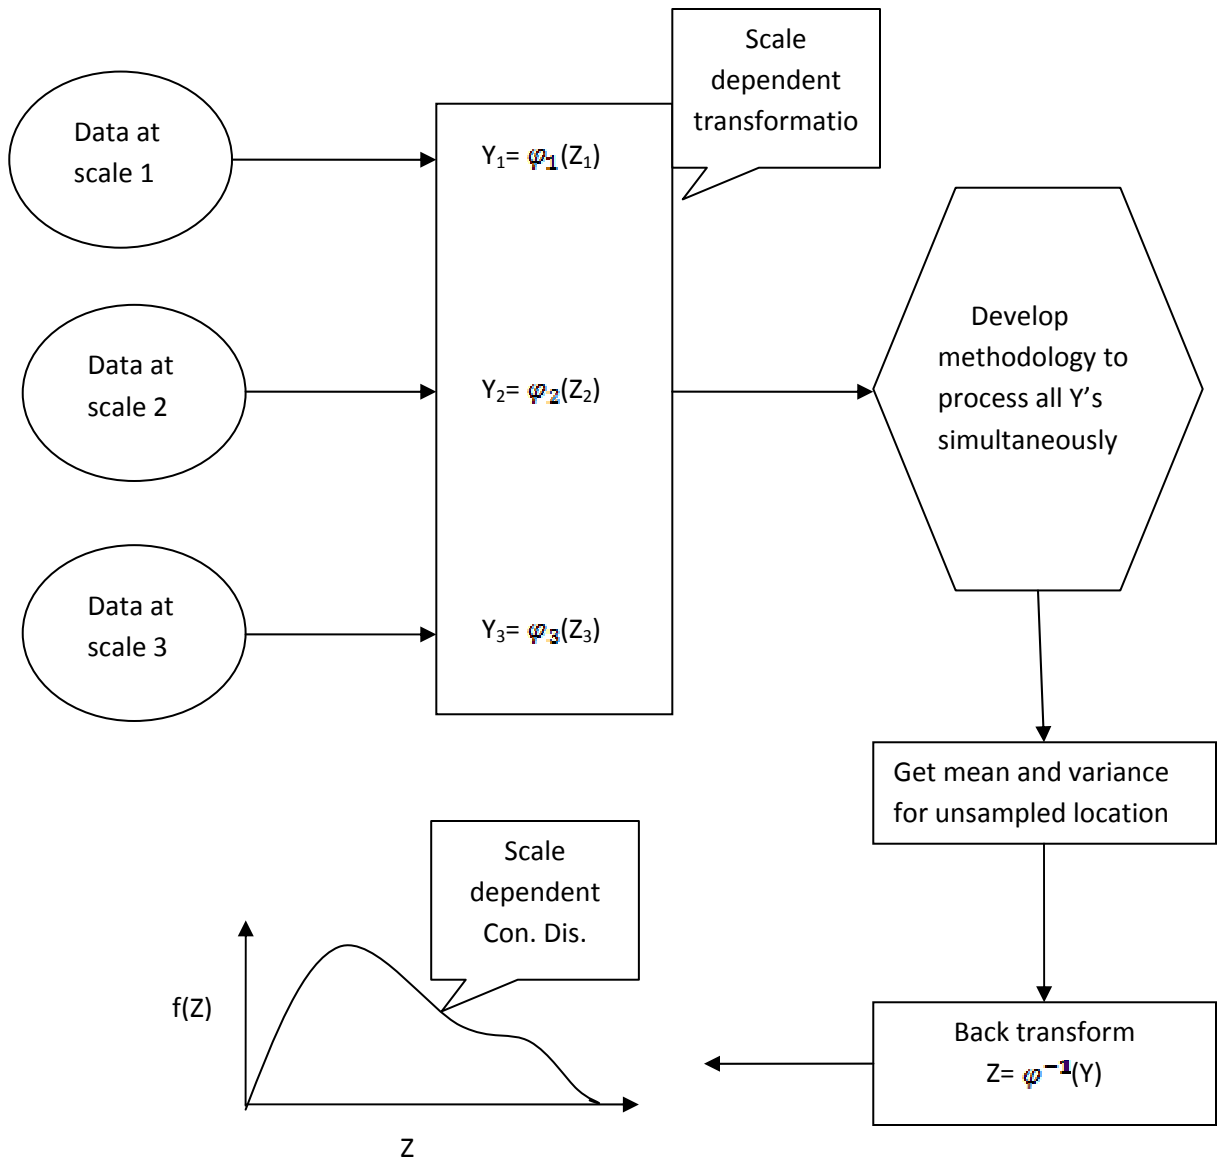 Scale
dependent
transformatio
Data at
scale 1
Y₁= φ₁(Z₁)
Data at
scale 2
Y₂= φ₂(Z₂)
Develop
methodology to
process all Y’s
simultaneously
Data at
scale 3
Y₃= φ₃(Z₃)
Get mean and variance
for unsampled location
Scale
dependent
Con. Dis.
f(Z)
Z
Back transform
Z= φ⁻¹(Y)